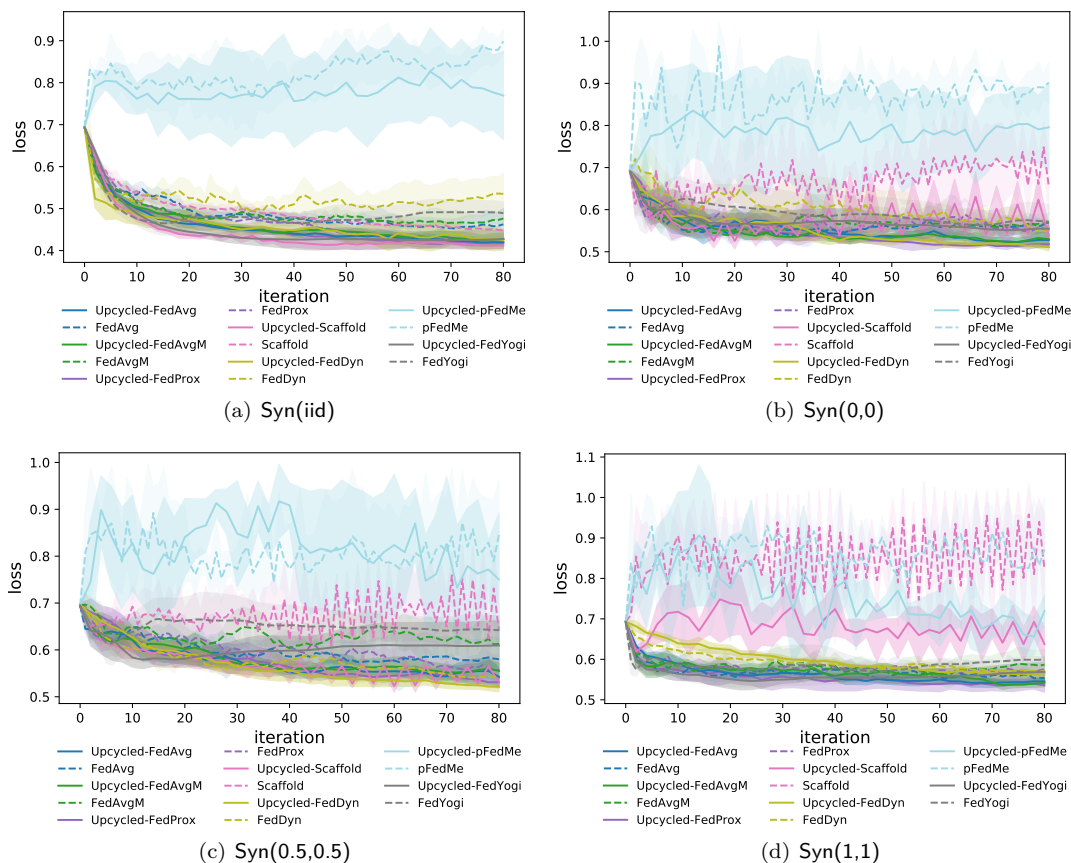 0.9
0.8
0.7
0.6
0.5
0.4
loss
0 10 20 30 40 50 60 70 80
iteration
Upcycled-FedAvg FedProx Upcycled-pFedMe
FedAvg Upcycled-Scaffold pFedMe
Upcycled-FedAvgM Scaffold Upcycled-FedYogi
FedAvgM Upcycled-FedDyn FedYogi
Upcycled-FedProx FedDyn
(a) Syn(iid)
1.0
0.9
0.8
0.7
0.6
0.5
loss
0 10 20 30 40 50 60 70 80
iteration
Upcycled-FedAvg FedProx Upcycled-pFedMe
FedAvg Upcycled-Scaffold pFedMe
Upcycled-FedAvgM Scaffold Upcycled-FedYogi
FedAvgM Upcycled-FedDyn FedYogi
Upcycled-FedProx FedDyn
(b) Syn(0,0)
1.0
0.9
0.8
0.7
0.6
0.5
loss
0 10 20 30 40 50 60 70 80
iteration
Upcycled-FedAvg FedProx Upcycled-pFedMe
FedAvg Upcycled-Scaffold pFedMe
Upcycled-FedAvgM Scaffold Upcycled-FedYogi
FedAvgM Upcycled-FedDyn FedYogi
Upcycled-FedProx FedDyn
(c) Syn(0.5,0.5)
1.1
1.0
0.9
0.8
0.7
0.6
0.5
loss
0 10 20 30 40 50 60 70 80
iteration
Upcycled-FedAvg FedProx Upcycled-pFedMe
FedAvg Upcycled-Scaffold pFedMe
Upcycled-FedAvgM Scaffold Upcycled-FedYogi
FedAvgM Upcycled-FedDyn FedYogi
Upcycled-FedProx FedDyn
(d) Syn(1,1)